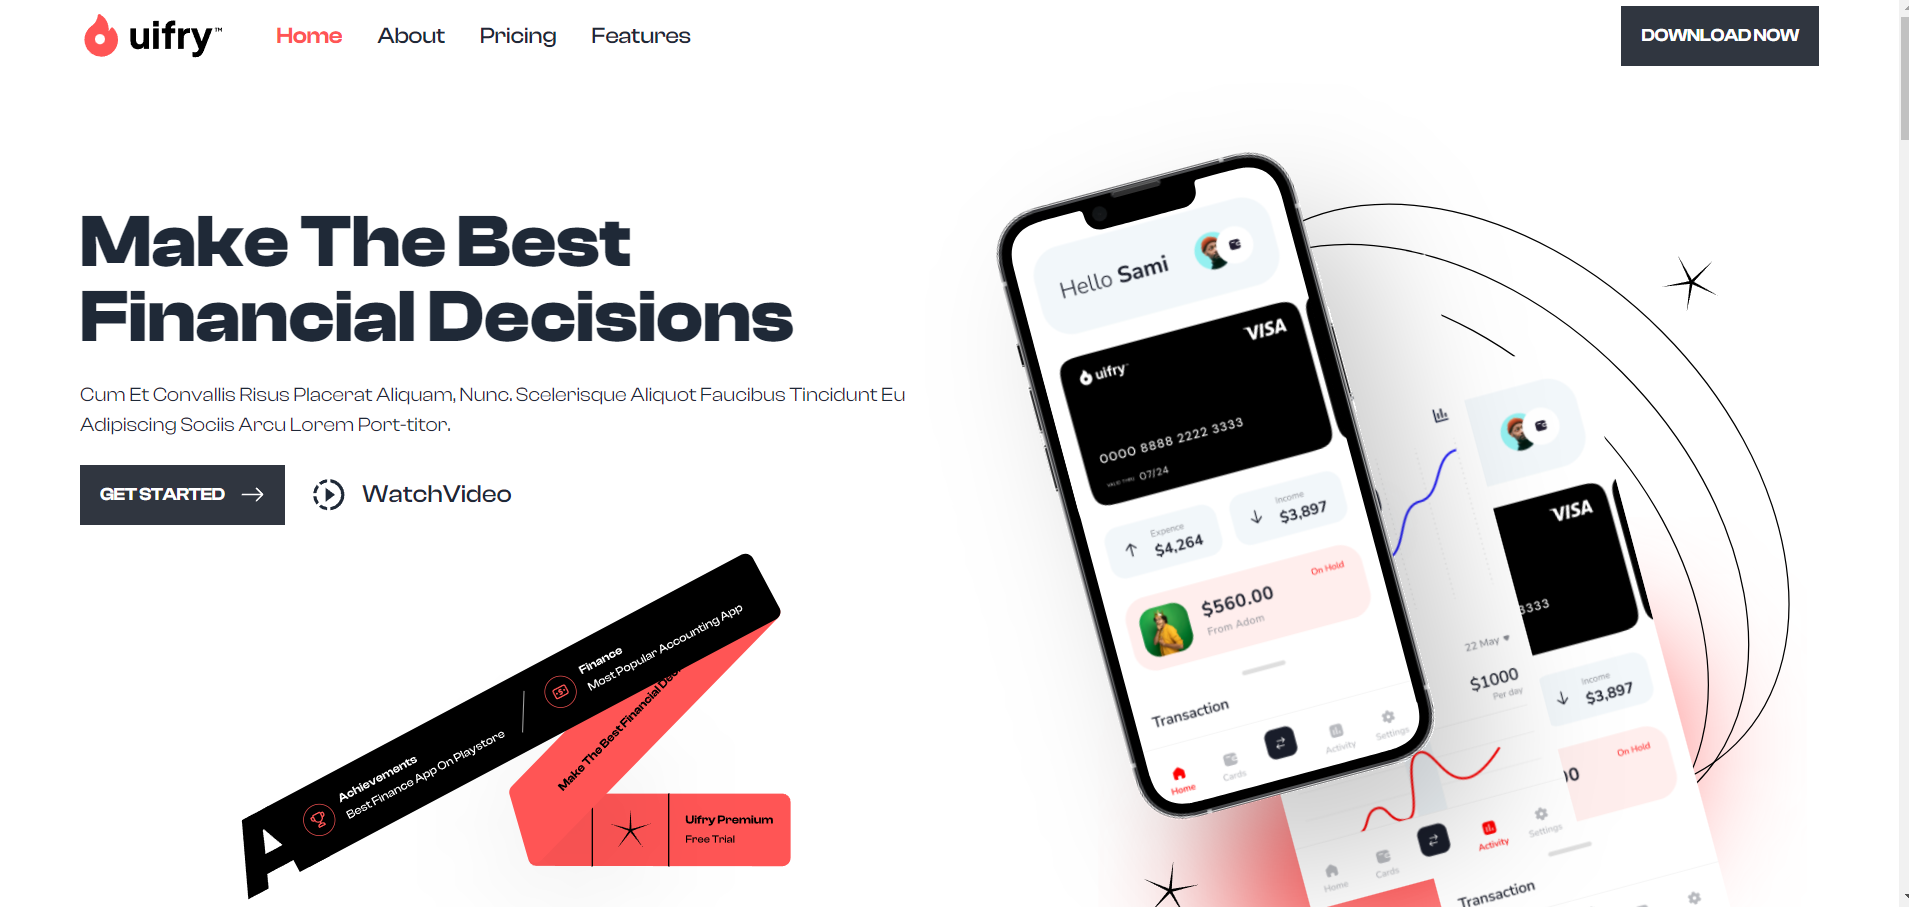 uifry™
Home
About
Pricing
Features
DOWNLOAD NOW
Make The Best
Financial Decisions
Cum Et Convallis Risus Placerat Aliquam, Nunc. Scelerisque Aliquot Faucibus Tincidunt Eu
Adipiscing Sociis Arcu Lorem Port-titor.
GET STARTED
WatchVideo
Finance
Most Popular Accounting App
Achievements
Best Finance App On Playstore
Make The Best Financial
Uifry Premium
Free Trial
Hello Sami
VISA
uifry
0000 8888 2222 3333
VALID THRU 07/24
Expence
$4,264
Income
$3,897
On Hold
$560.00
From Adom
Transaction
Home
Cards
Activity
Settings
VISA
3333
22 May
$1000
Per day
Income
$3,897
On Hold
Home
Cards
Activity
Settings
Transaction